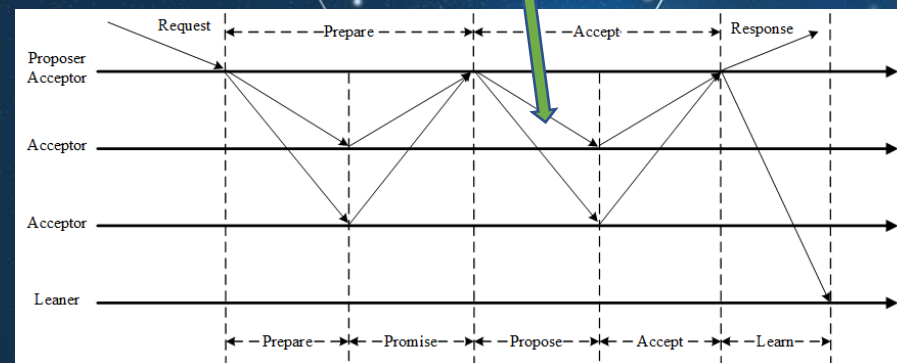 Request
Prepare
Accept
Response
Proposer
Acceptor
Acceptor
Acceptor
Leaner
Prepare
Promise
Propose
Accept
Learn